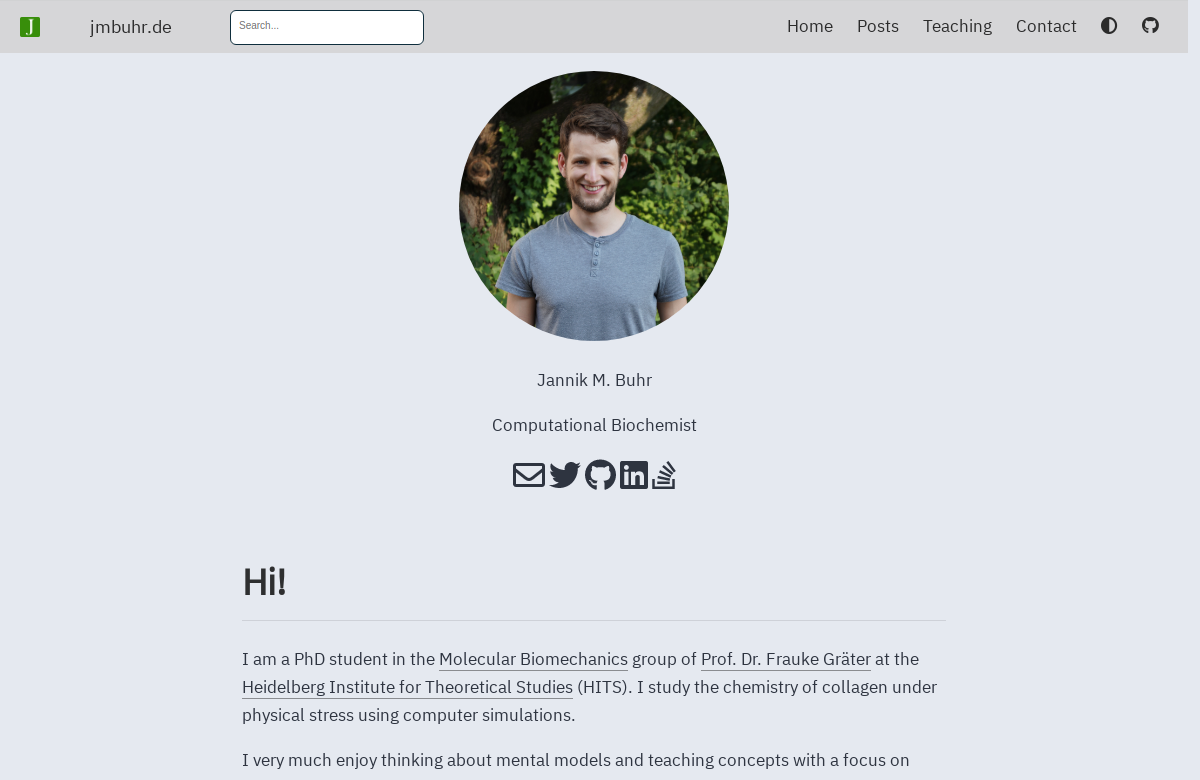 J
jmbuhr.de
Search...
Home
Posts
Teaching
Contact
Jannik M. Buhr
Computational Biochemist
in
Hi!
I am a PhD student in the Molecular Biomechanics group of Prof. Dr. Frauke Gräter at the
Heidelberg Institute for Theoretical Studies (HITS). I study the chemistry of collagen under
physical stress using computer simulations.
I very much enjoy thinking about mental models and teaching concepts with a focus on